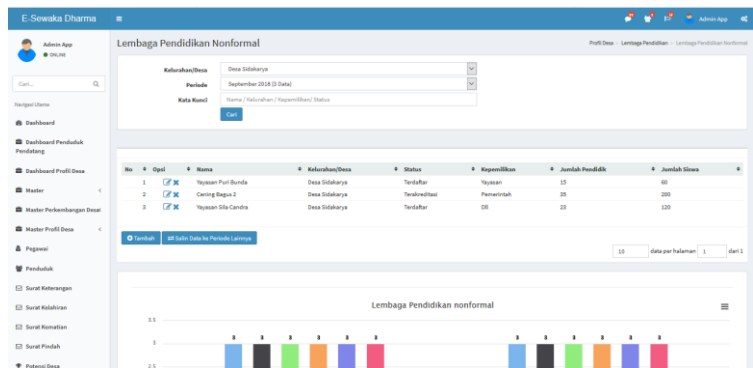 E-Sewaka Dharma
Admin App
Admin App
ONLINE
Lembaga Pendidikan Nonformal
Profil Desa > Lembaga Pendidikan > Lembaga Pendidikan Nonformal
Cari...
Navigasi Utama
Dashboard
Dashboard Penduduk Pendatang
Dashboard Profil Desa
Master
Master Perkembangan Desa
Master Profil Desa
Pegawai
Penduduk
Surat Keterangan
Surat Kelahiran
Surat Kematian
Surat Pindah
Potensi Desa
Kelurahan/Desa Desa Sidakarya
Periode September 2018 (3 Data)
Kata Kunci Nama / Kelurahan / Kepemilikan / Status
Cari
No Opsi Nama Kelurahan/Desa Status Kepemilikan Jumlah Pendidik Jumlah Siswa
1 Yayasan Puri Bunda Desa Sidakarya Terdaftar Yayasan 15 60
2 Cening Bagus 2 Desa Sidakarya Terakreditasi Pemerintah 35 200
3 Yayasan Sila Candra Desa Sidakarya Terdaftar Dll 23 120
Tambah Salin Data ke Periode Lainnya
10 data per halaman 1 dari 1
Lembaga Pendidikan nonformal
3.5
3
2.5
3 3 3 3 3 3 3 3 3 3 3 3